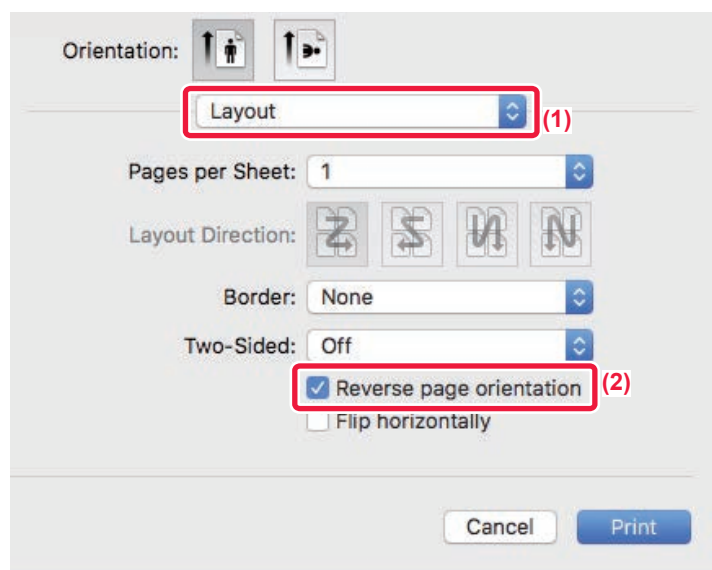 Orientation:
Layout
(1)
Pages per Sheet: 1
Layout Direction:
Border: None
Two-Sided: Off
Reverse page orientation
(2)
Flip horizontally
Cancel Print